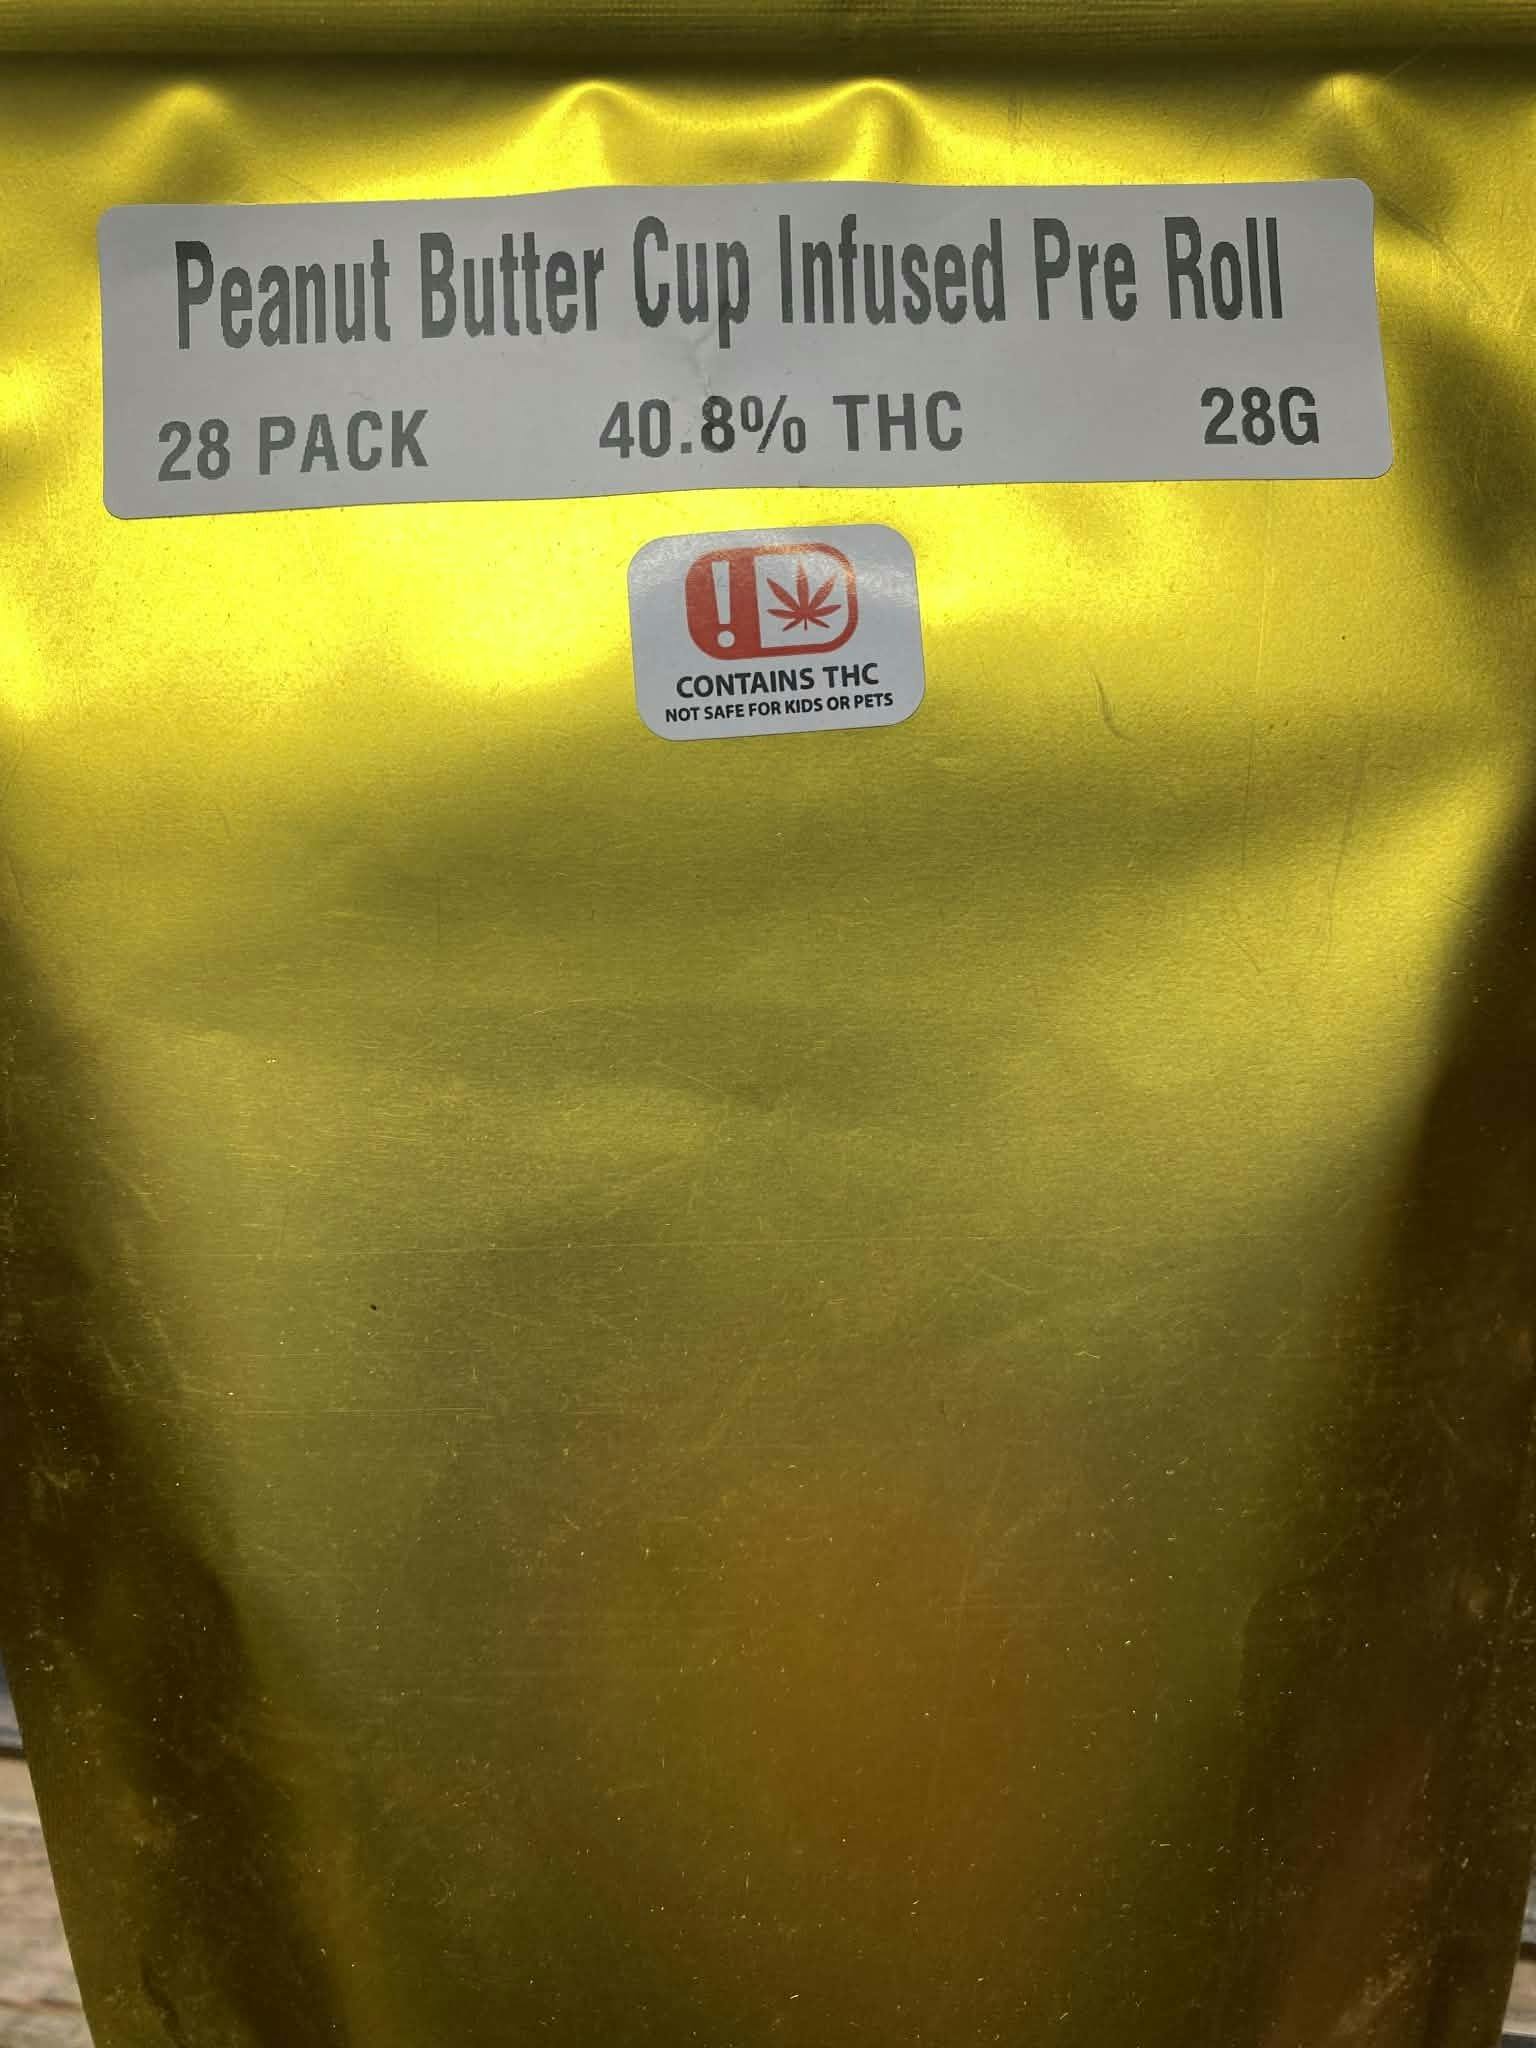 Peanut Butter Cup Infused Pre Roll
28 PACK 40.8% THC 28G
!
CONTAINS THC
NOT SAFE FOR KIDS OR PETS